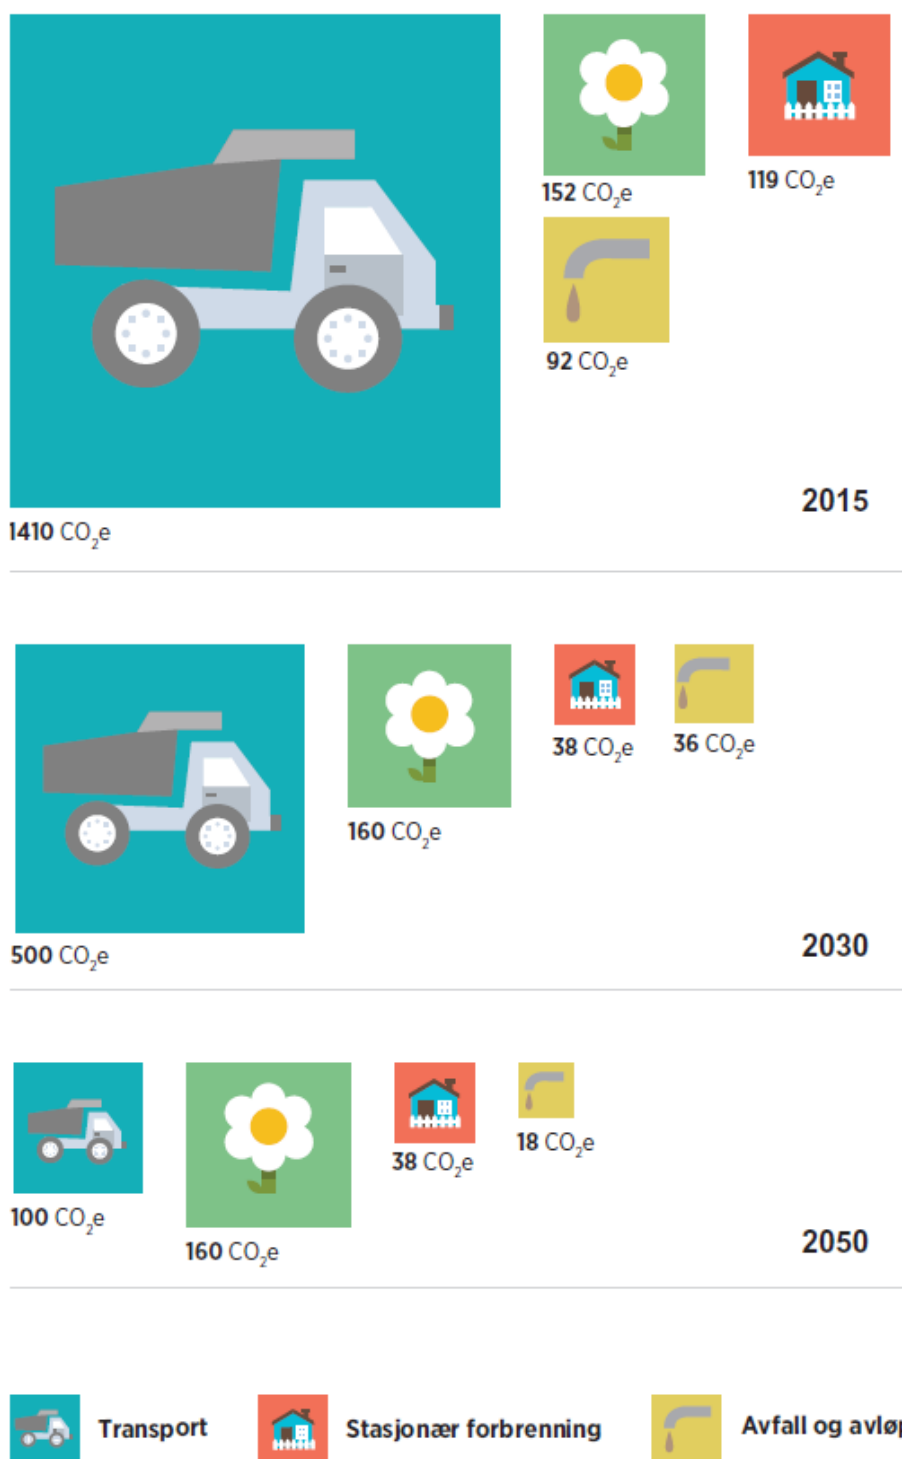 152 CO₂e
119 CO₂e
92 CO₂e
2015
1410 CO₂e
38 CO₂e
36 CO₂e
160 CO₂e
2030
500 CO₂e
18 CO₂e
38 CO₂e
100 CO₂e
160 CO₂e
2050
Transport
Stasjonær forbrenning
Avfall og avløp